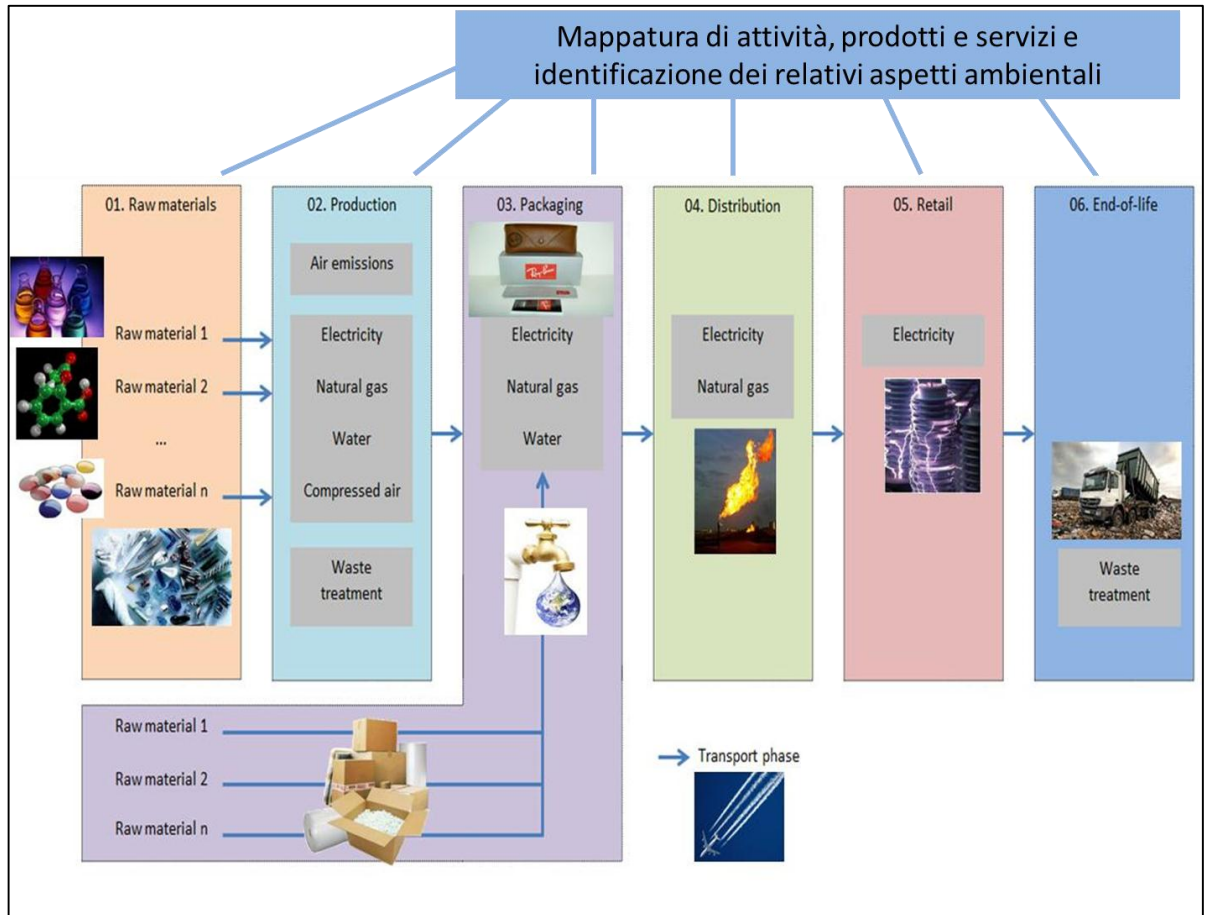 Mappatura di attività, prodotti e servizi e
identificazione dei relativi aspetti ambientali
01. Raw materials
Raw material 1
Raw material 2
...
Raw material n
02. Production
Air emissions
Electricity
Natural gas
Water
Compressed air
Waste
treatment
03. Packaging
Ray-Ban
Electricity
Natural gas
Water
Raw material 1
Raw material 2
Raw material n
04. Distribution
Electricity
Natural gas
05. Retail
Electricity
06. End-of-life
Waste
treatment
Transport phase